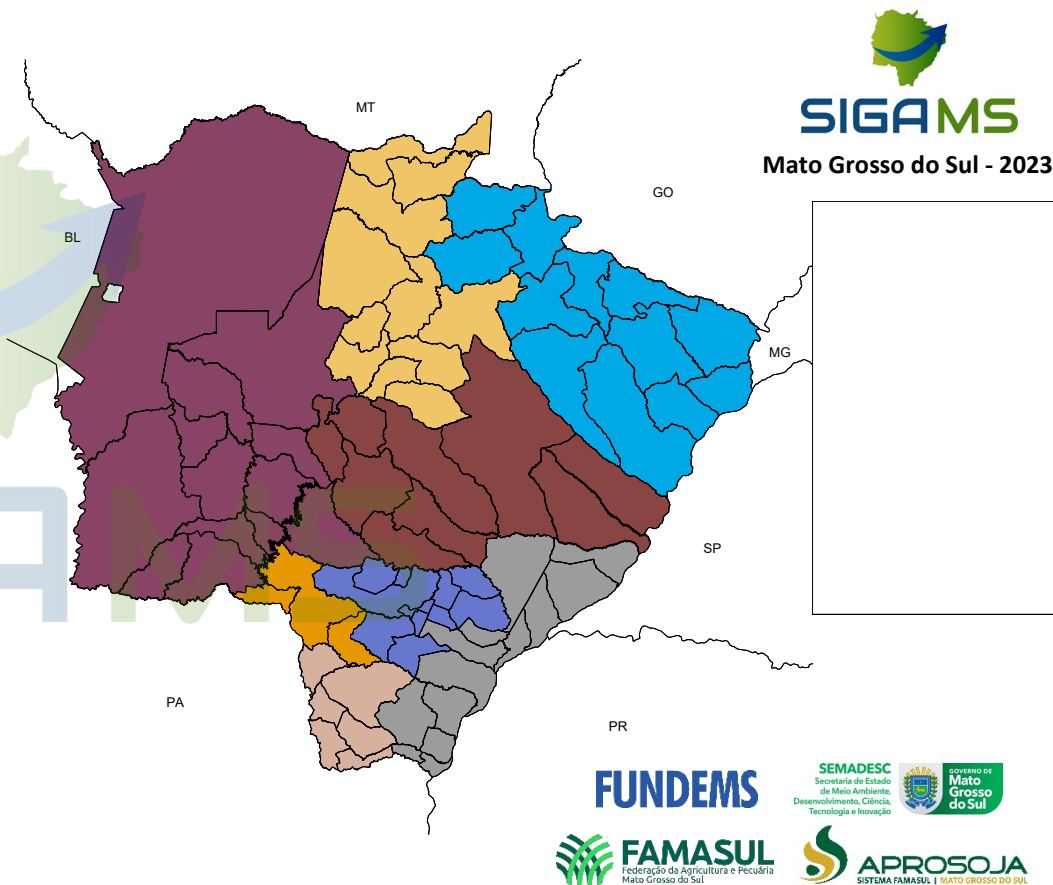 SIGAMS
Mato Grosso do Sul - 2023
MT
GO
BL
MG
SP
PA
PR
AMS
FUNDEMS
SEMADESC
Secretaria de Estado
de Meio Ambiente,
Desenvolvimento, Ciência,
Tecnologia e Inovação
GOVERNO DE
Mato
Grosso
do Sul
FAMASUL
Federação da Agricultura e Pecuária
Mato Grosso do Sul
APROSOJA
SISTEMA FAMASUL | MATO GROSSO DO SUL